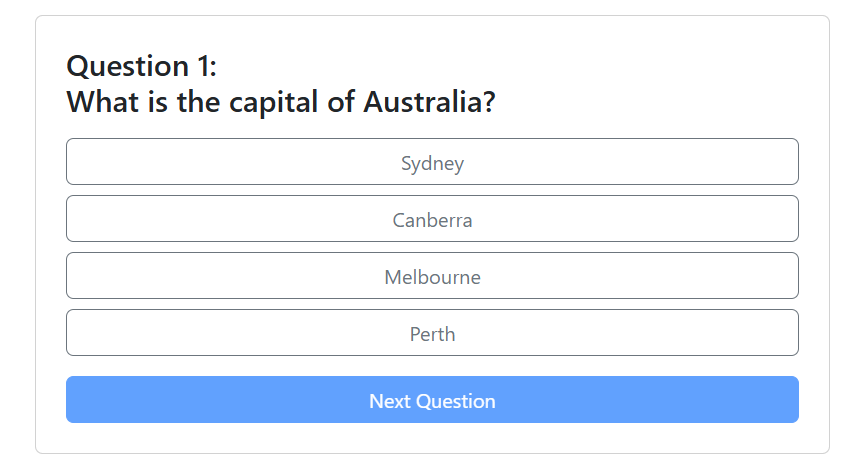 Question 1:
What is the capital of Australia?
Sydney
Canberra
Melbourne
Perth
Next Question